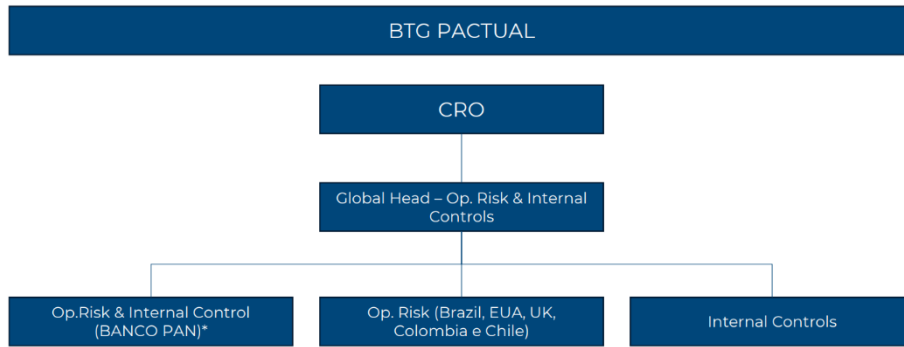 BTG PACTUAL
CRO
Global Head – Op. Risk & Internal
Controls
Op.Risk & Internal Control
(BANCO PAN)*
Op. Risk (Brazil, EUA, UK,
Colombia e Chile)
Internal Controls